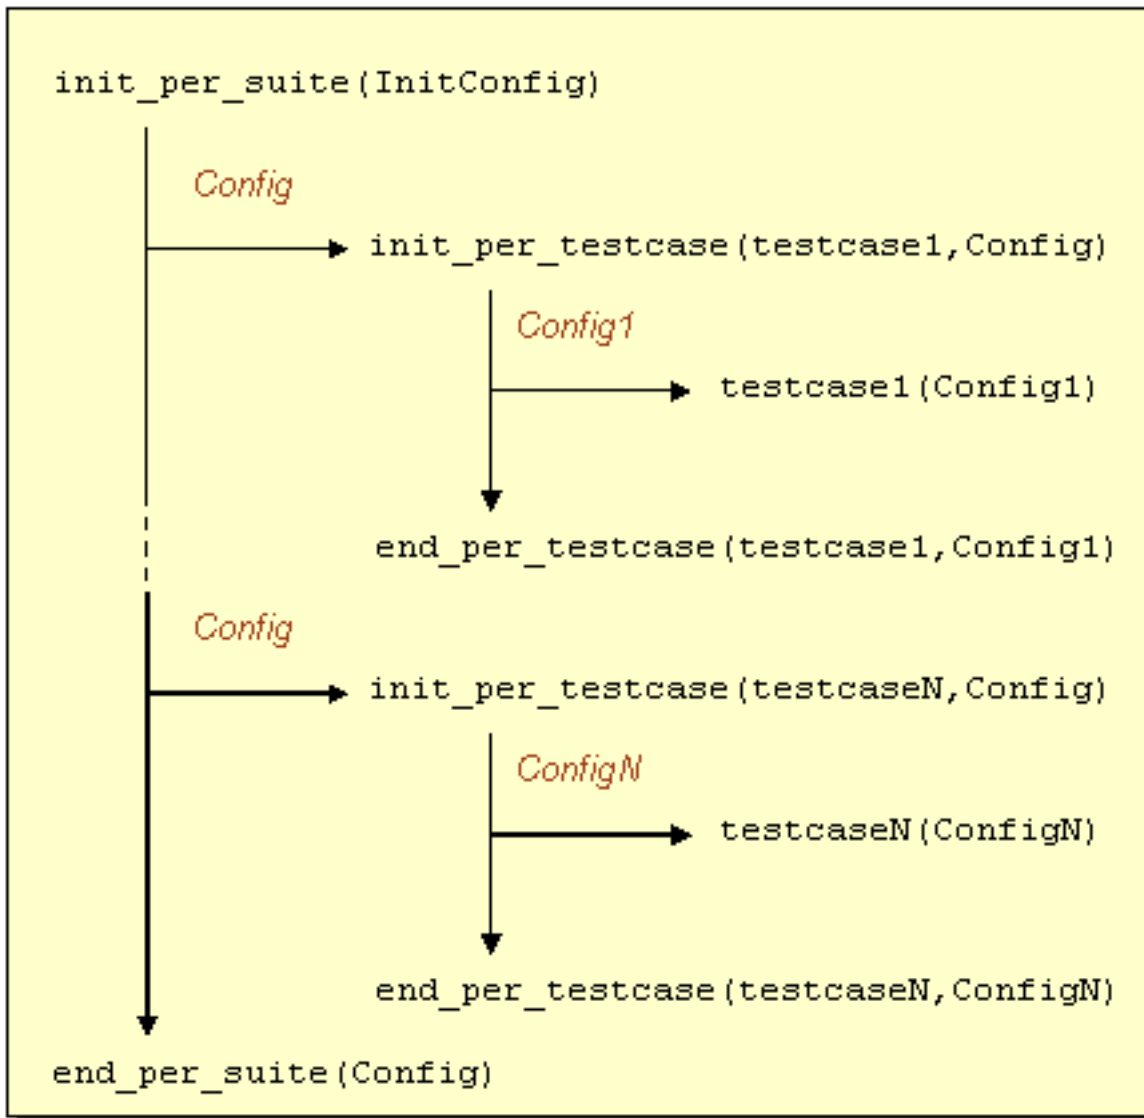 init_per_suite(InitConfig)
Config
init_per_testcase(testcase1,Config)
Config1
testcase1(Config1)
end_per_testcase(testcase1,Config1)
Config
init_per_testcase(testcaseN,Config)
ConfigN
testcaseN(ConfigN)
end_per_testcase(testcaseN,ConfigN)
end_per_suite(Config)